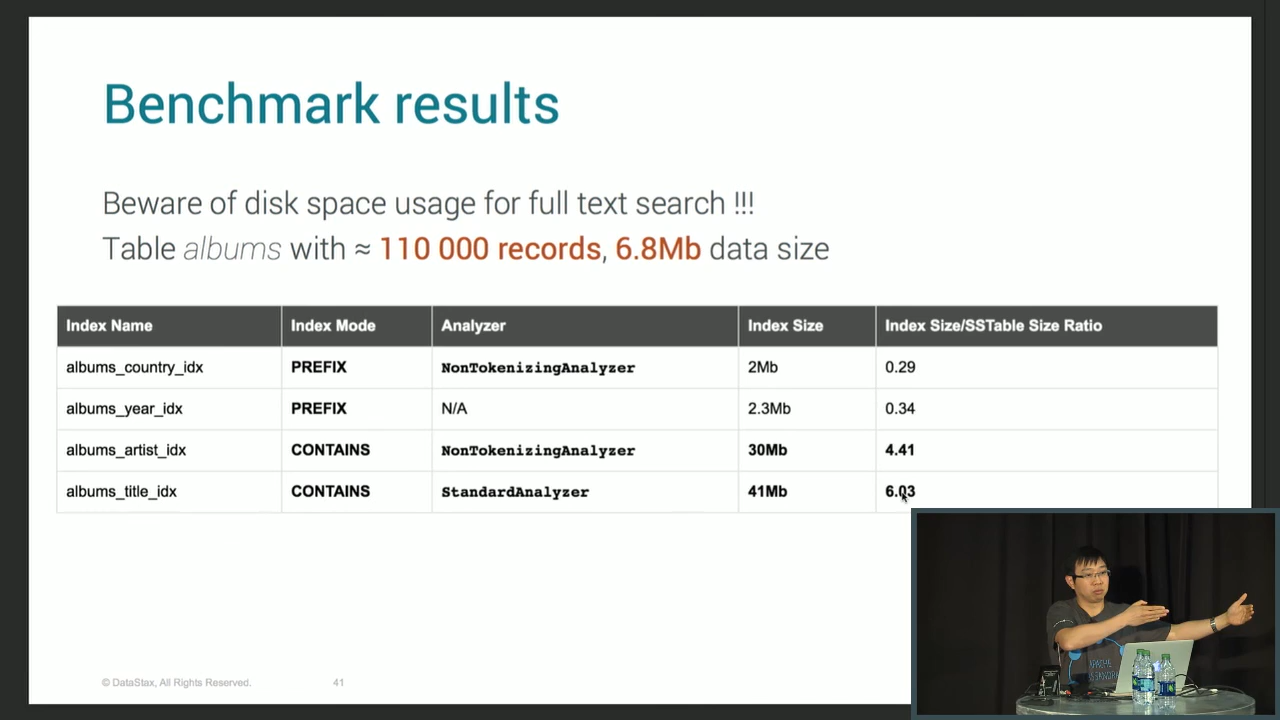 Benchmark results
Beware of disk space usage for full text search !!!
Table albums with ≈ 110 000 records, 6.8Mb data size
Index Name Index Mode Analyzer Index Size Index Size/SSTable Size Ratio
albums_country_idx PREFIX NonTokenizingAnalyzer 2Mb 0.29
albums_year_idx PREFIX N/A 2.3Mb 0.34
albums_artist_idx CONTAINS NonTokenizingAnalyzer 30Mb 4.41
albums_title_idx CONTAINS StandardAnalyzer 41Mb 6.03
© DataStax, All Rights Reserved. 41
APACHE